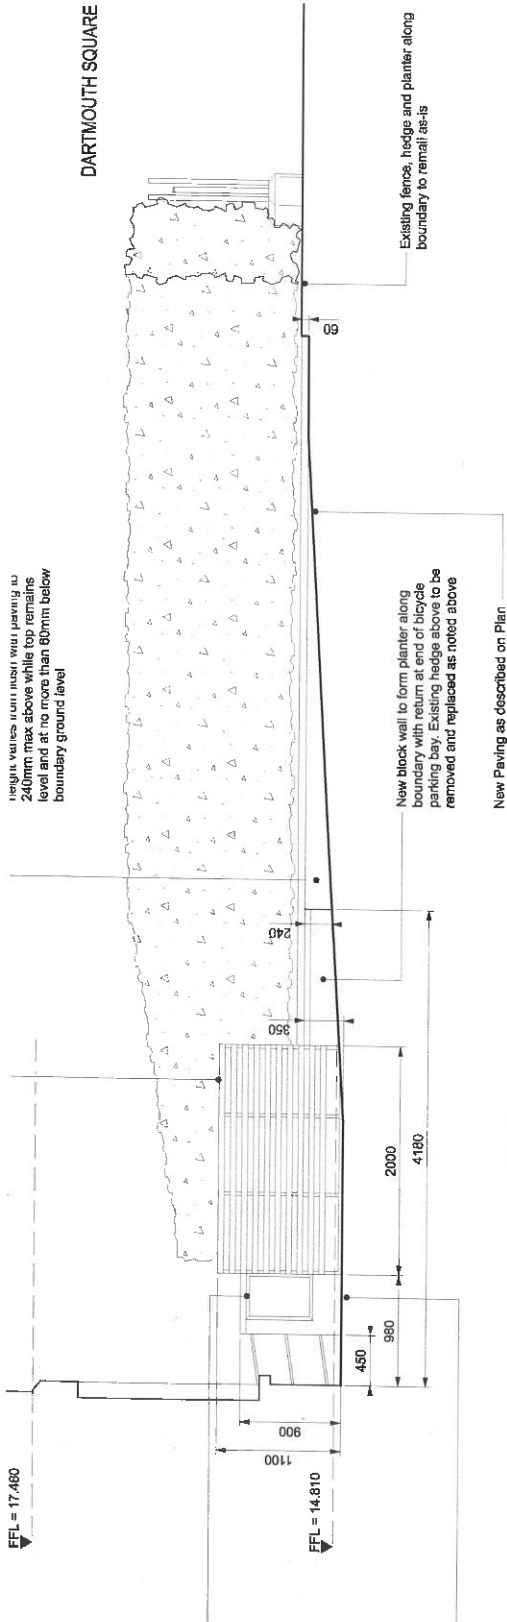 DARTMOUTH SQUARE
240mm max above while top remains
level and at no more than 60mm below
boundary ground level
FFL = 17.460
FFL = 14.810
1100
900
450
980
2000
4180
350
240
60
Existing fence, hedge and planter along
boundary to remail as-is
New block wall to form planter along
boundary with return at end of bicycle
parking bay. Existing hedge above to be
removed and replaced as noted above
New Paving as described on Plan